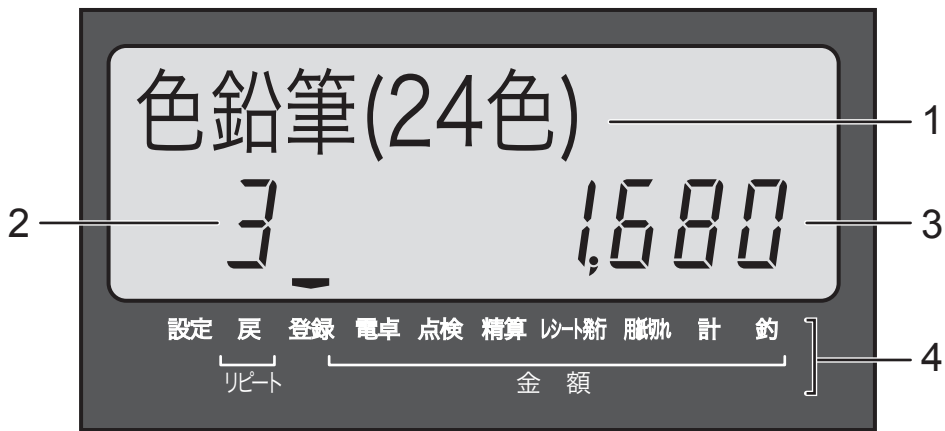 色鉛筆(24色)
1
2
3
1,680
3
設定 戻 登録 電卓 点検 精算 レシート発行 用紙切れ 計 釣
リピート 金額
4